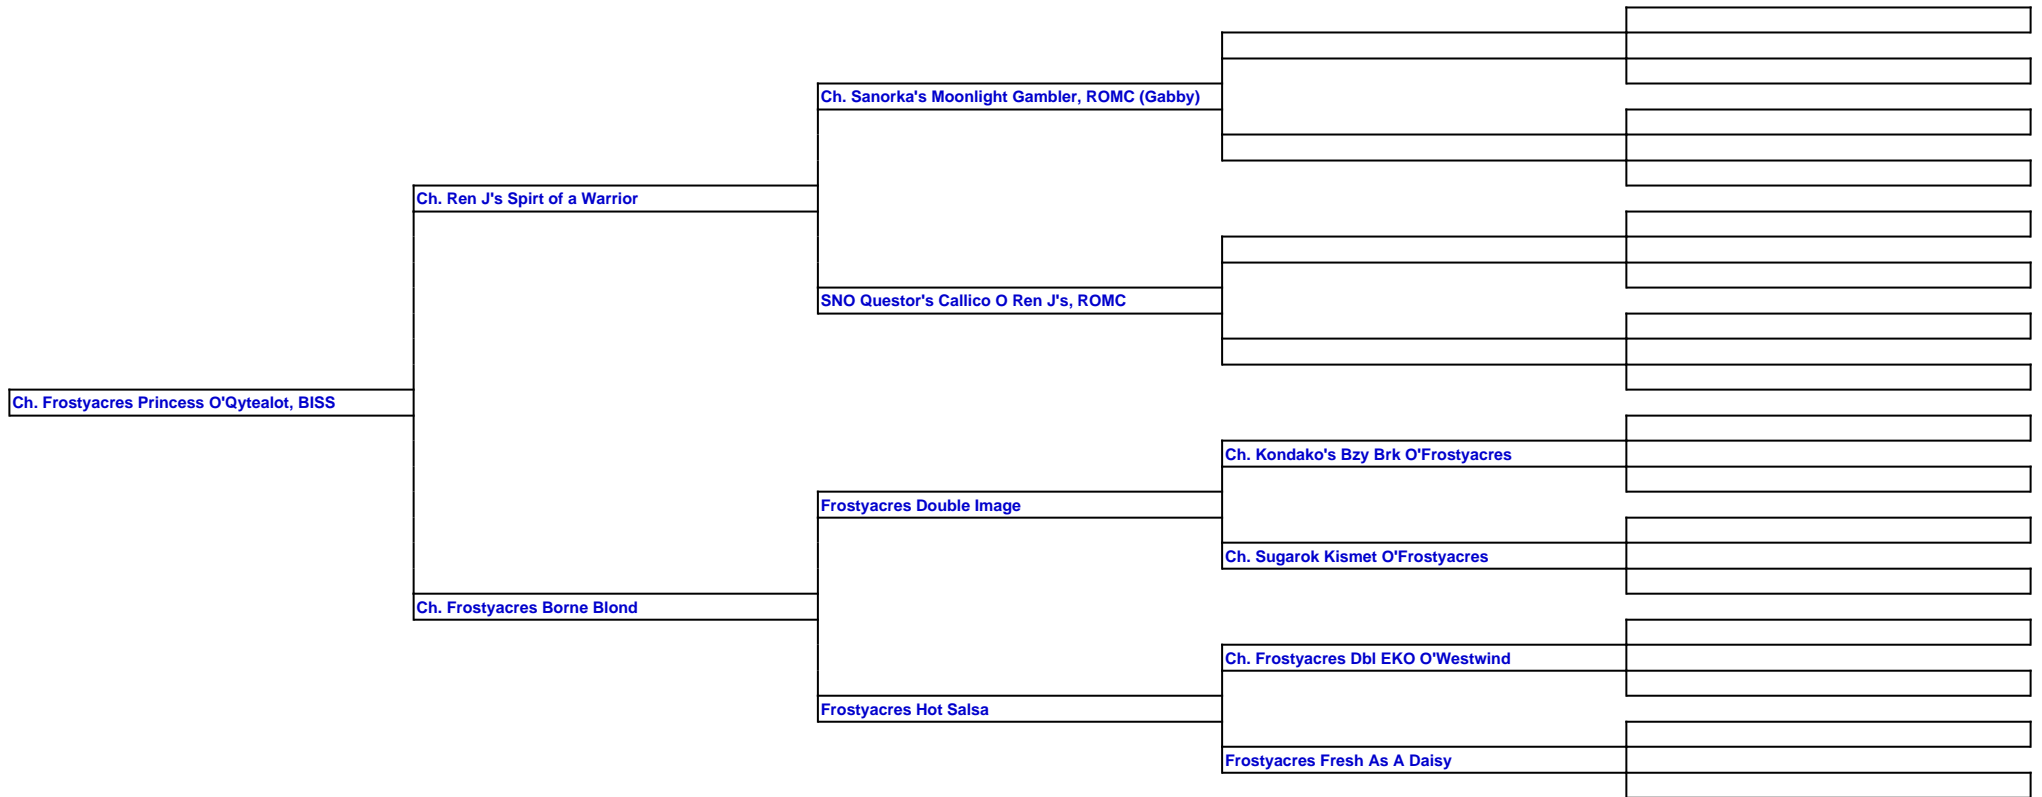 Ch. Sanorka's Moonlight Gambler, ROMC (Gabby)
Ch. Ren J's Spirt of a Warrior
SNO Questor's Callico O Ren J's, ROMC
Ch. Frostyacres Princess O'Qytealot, BISS
Ch. Kondako's Bzy Brk O'Frostyacres
Frostyacres Double Image
Ch. Sugarok Kismet O'Frostyacres
Ch. Frostyacres Borne Blond
Ch. Frostyacres Dbl EKO O'Westwind
Frostyacres Hot Salsa
Frostyacres Fresh As A Daisy